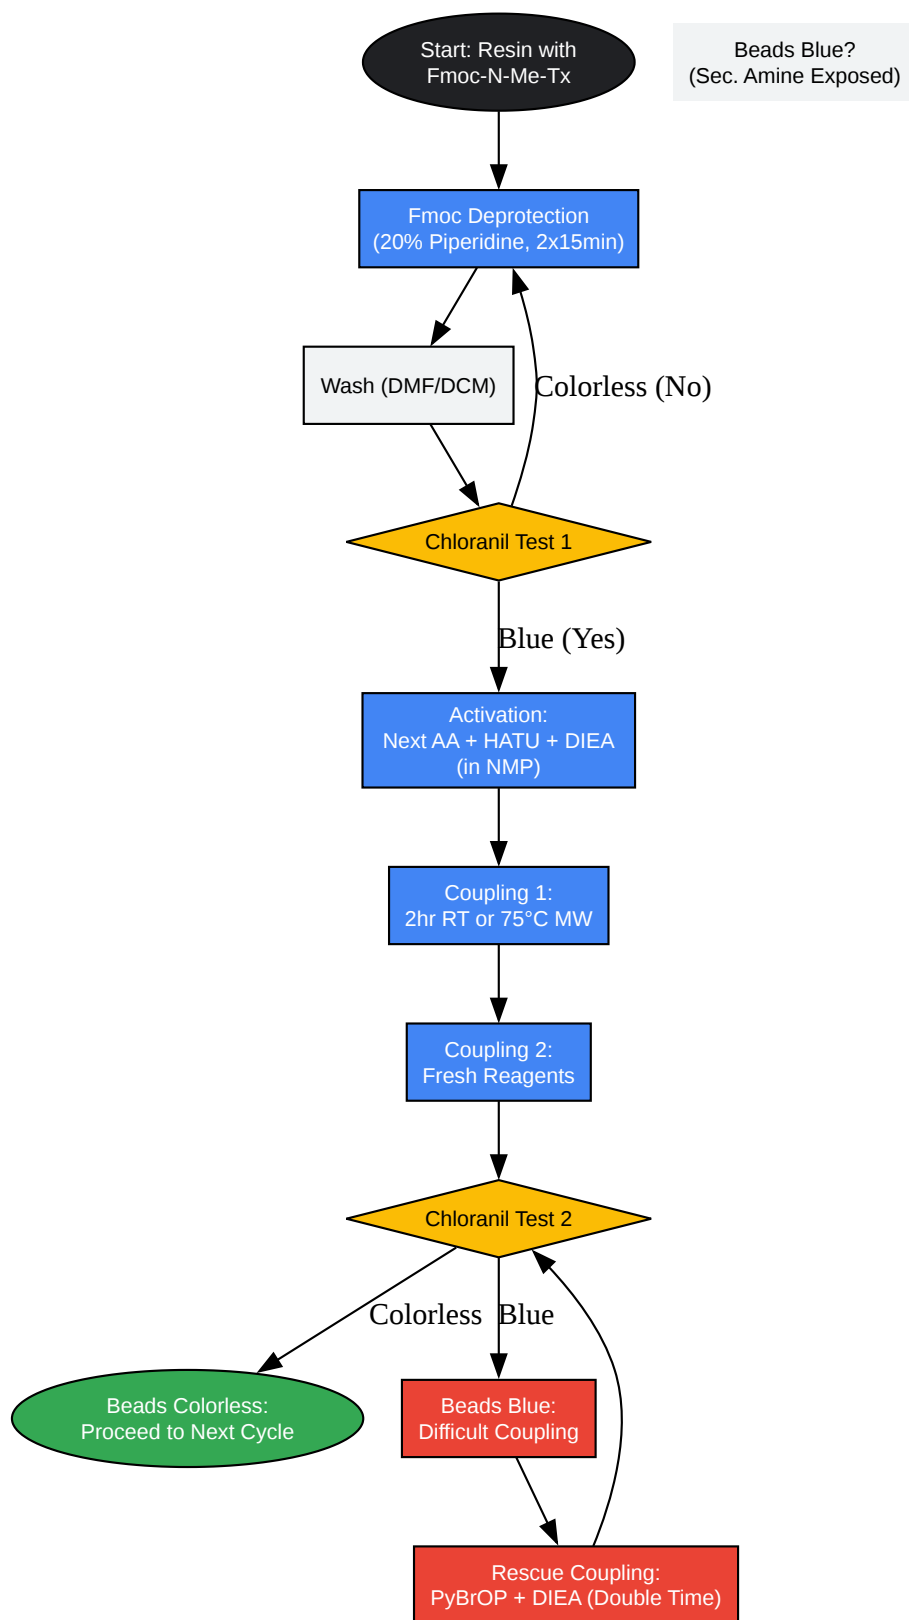 Start: Resin with
Fmoc-N-Me-Tx
Beads Blue?
(Sec. Amine Exposed)
Fmoc Deprotection
(20% Piperidine, 2x15min)
Wash (DMF/DCM)
Colorless (No)
Chloranil Test 1
Blue (Yes)
Activation:
Next AA + HATU + DIEA
(in NMP)
Coupling 1:
2hr RT or 75°C MW
Coupling 2:
Fresh Reagents
Chloranil Test 2
Colorless
Blue
Beads Colorless:
Proceed to Next Cycle
Beads Blue:
Difficult Coupling
Rescue Coupling:
PyBrOP + DIEA (Double Time)